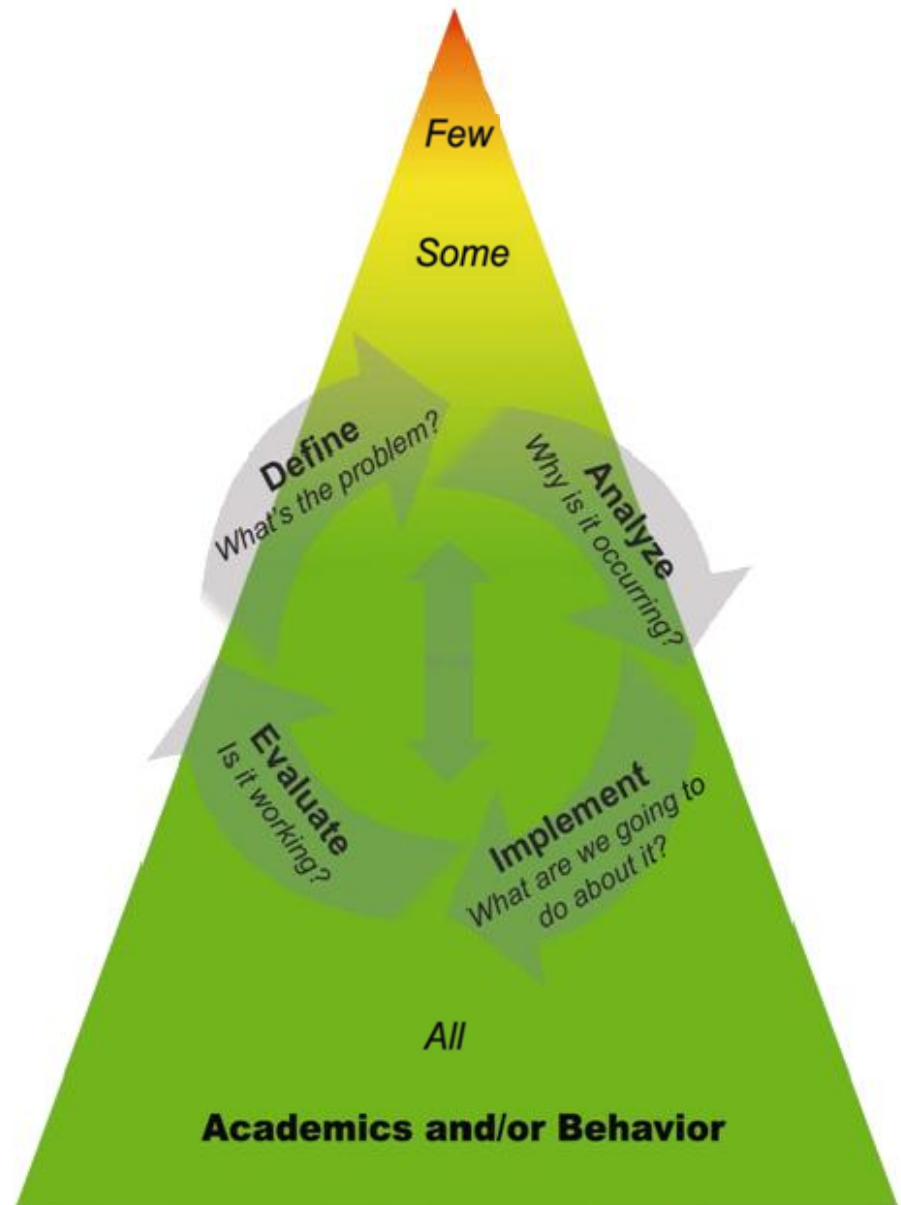 Few
Some
Define
What's the problem?
Analyze
Why is it occurring?
Implement
What are we going to
do about it?
Evaluate
Is it working?
All
Academics and/or Behavior